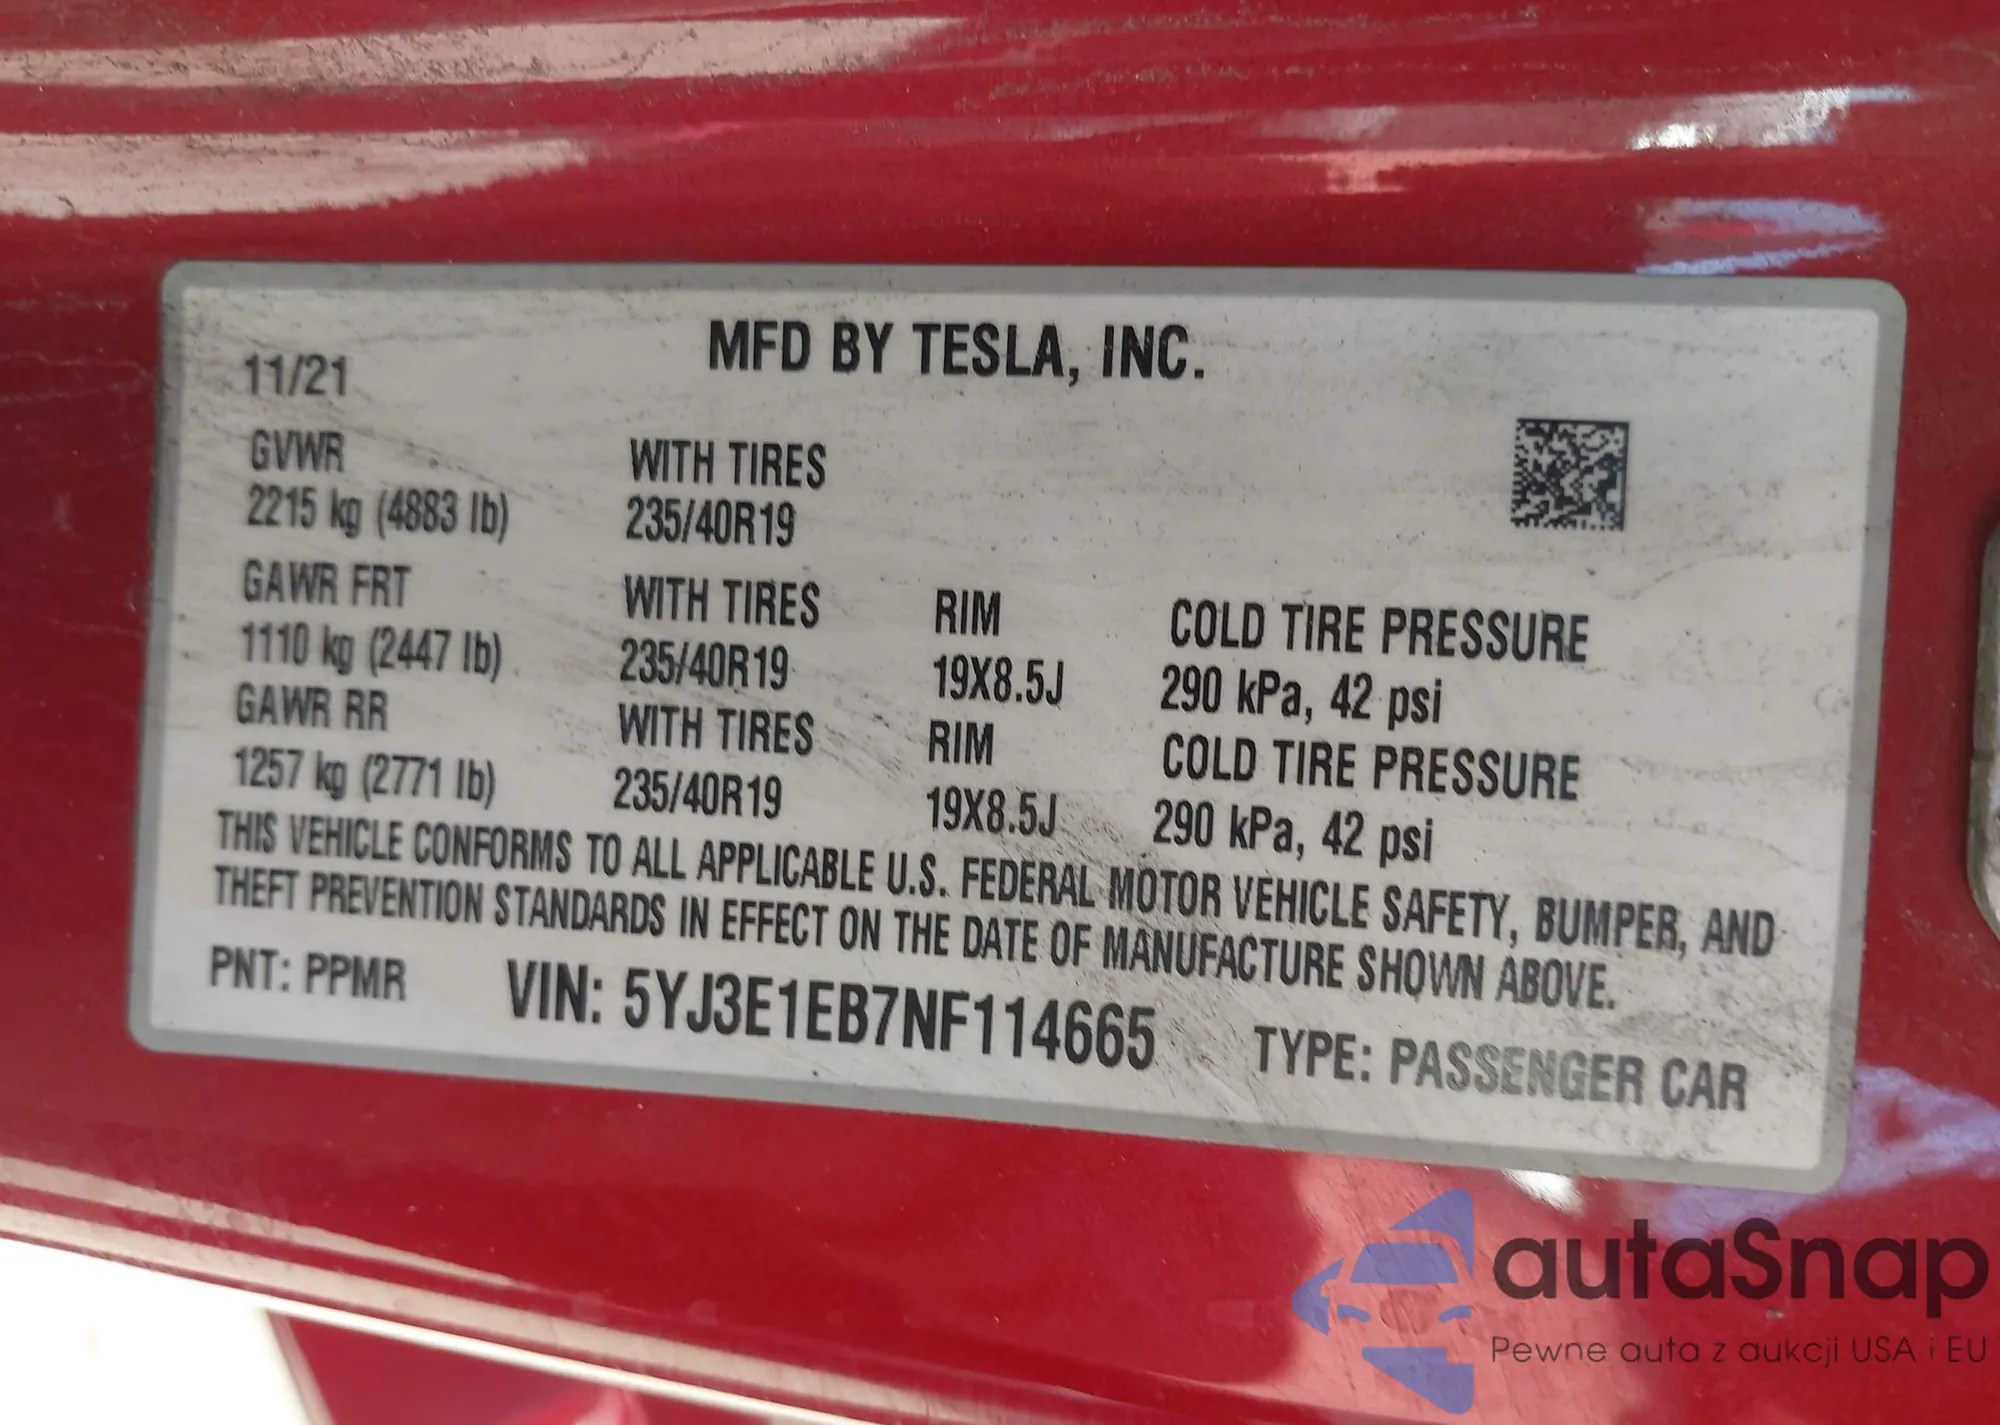 MFD BY TESLA, INC.
11/21
GVWR WITH TIRES
2215 kg (4883 lb) 235/40R19
GAWR FRT WITH TIRES RIM COLD TIRE PRESSURE
1110 kg (2447 lb) 235/40R19 19X8.5J 290 kPa, 42 psi
GAWR RR WITH TIRES RIM COLD TIRE PRESSURE
1257 kg (2771 lb) 235/40R19 19X8.5J 290 kPa, 42 psi
THIS VEHICLE CONFORMS TO ALL APPLICABLE U.S. FEDERAL MOTOR VEHICLE SAFETY, BUMPER, AND
THEFT PREVENTION STANDARDS IN EFFECT ON THE DATE OF MANUFACTURE SHOWN ABOVE.
PNT: PPMR VIN: 5YJ3E1EB7NF114665 TYPE: PASSENGER CAR
autaSnap
Pewne auta z aukcji USA i EU